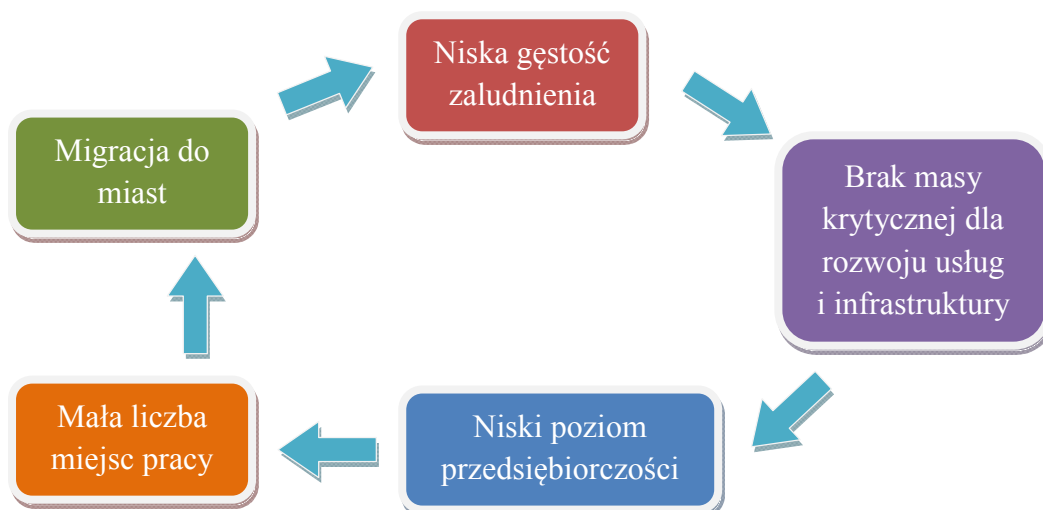 Niska gęstość
zaludnienia
Brak masy
krytycznej dla
rozwoju usług
i infrastruktury
Niski poziom
przedsiębiorczości
Mała liczba
miejsc pracy
Migracja do
miast